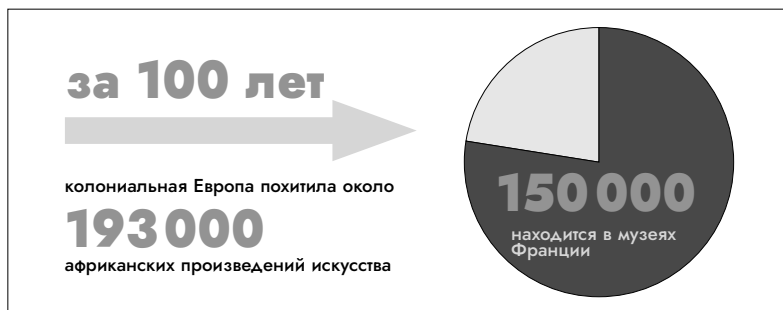 за 100 лет
колониальная Европа похитила около
193 000
африканских произведений искусства
150 000
находится в музеях
Франции